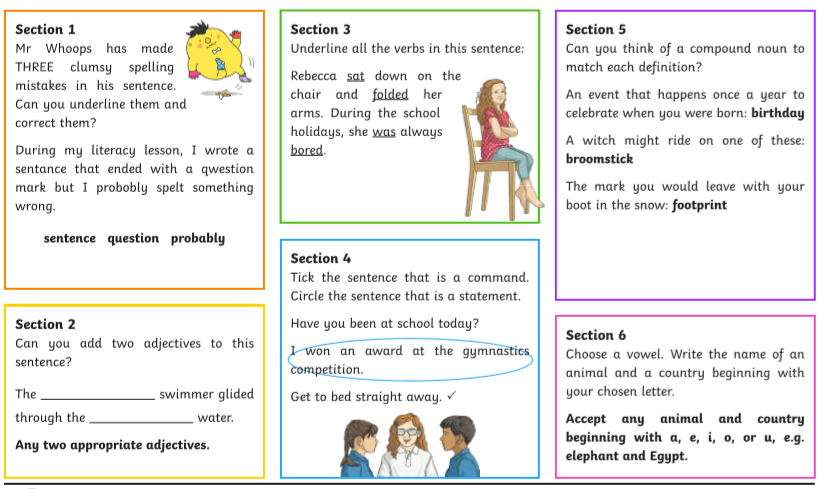 Section 1
Mr Whoops has made
THREE clumsy spelling
mistakes in his sentence.
Can you underline them and
correct them?
During my literacy lesson, I wrote a
sentance that ended with a qwestion
mark but I probobly spelt something
wrong.
sentence question probably
Section 2
Can you add two adjectives to this
sentence?
The _______________ swimmer glided
through the ______________ water.
Any two appropriate adjectives.
Section 3
Underline all the verbs in this sentence:
Rebecca sat down on the
chair and folded her
arms. During the school
holidays, she was always
bored.
Section 4
Tick the sentence that is a command.
Circle the sentence that is a statement.
Have you been at school today?
I won an award at the gymnastics
competition.
Get to bed straight away. ✓
Section 5
Can you think of a compound noun to
match each definition?
An event that happens once a year to
celebrate when you were born: birthday
A witch might ride on one of these:
broomstick
The mark you would leave with your
boot in the snow: footprint
Section 6
Choose a vowel. Write the name of an
animal and a country beginning with
your chosen letter.
Accept any animal and country
beginning with a, e, i, o, or u, e.g.
elephant and Egypt.